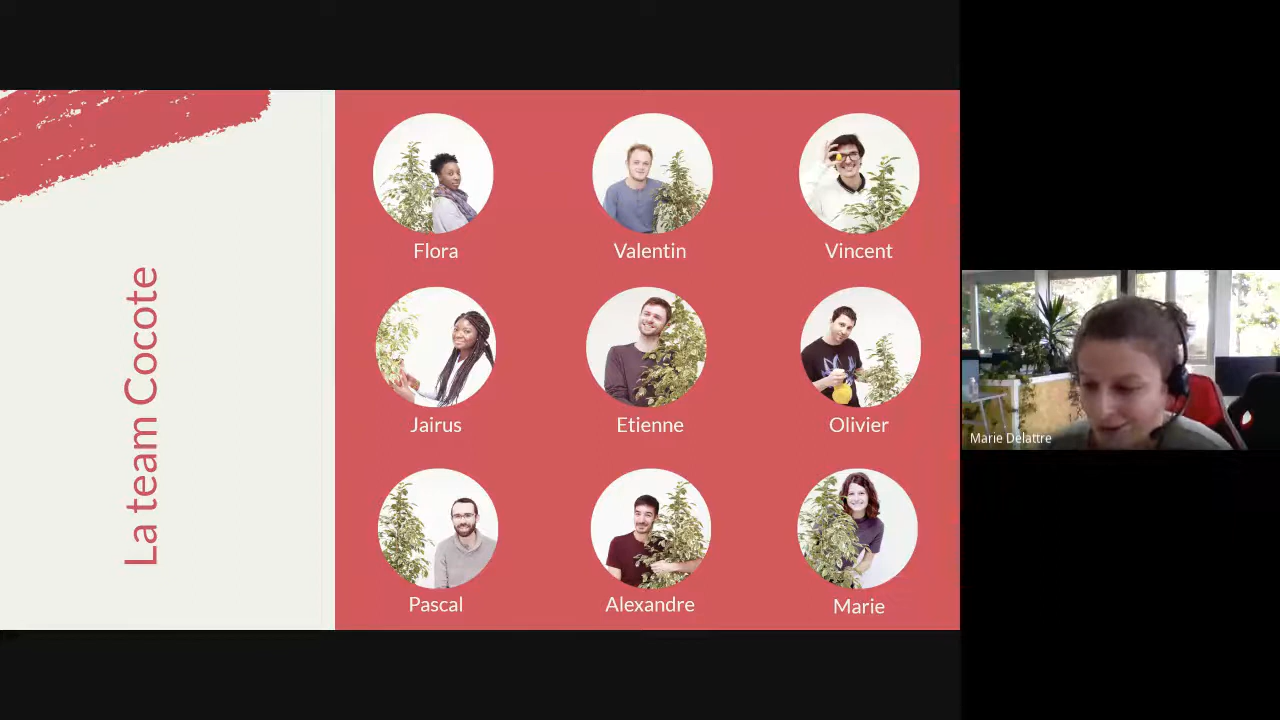 La team Cocote
Flora
Valentin
Vincent
Jairus
Etienne
Olivier
Pascal
Alexandre
Marie
Marie Delattre